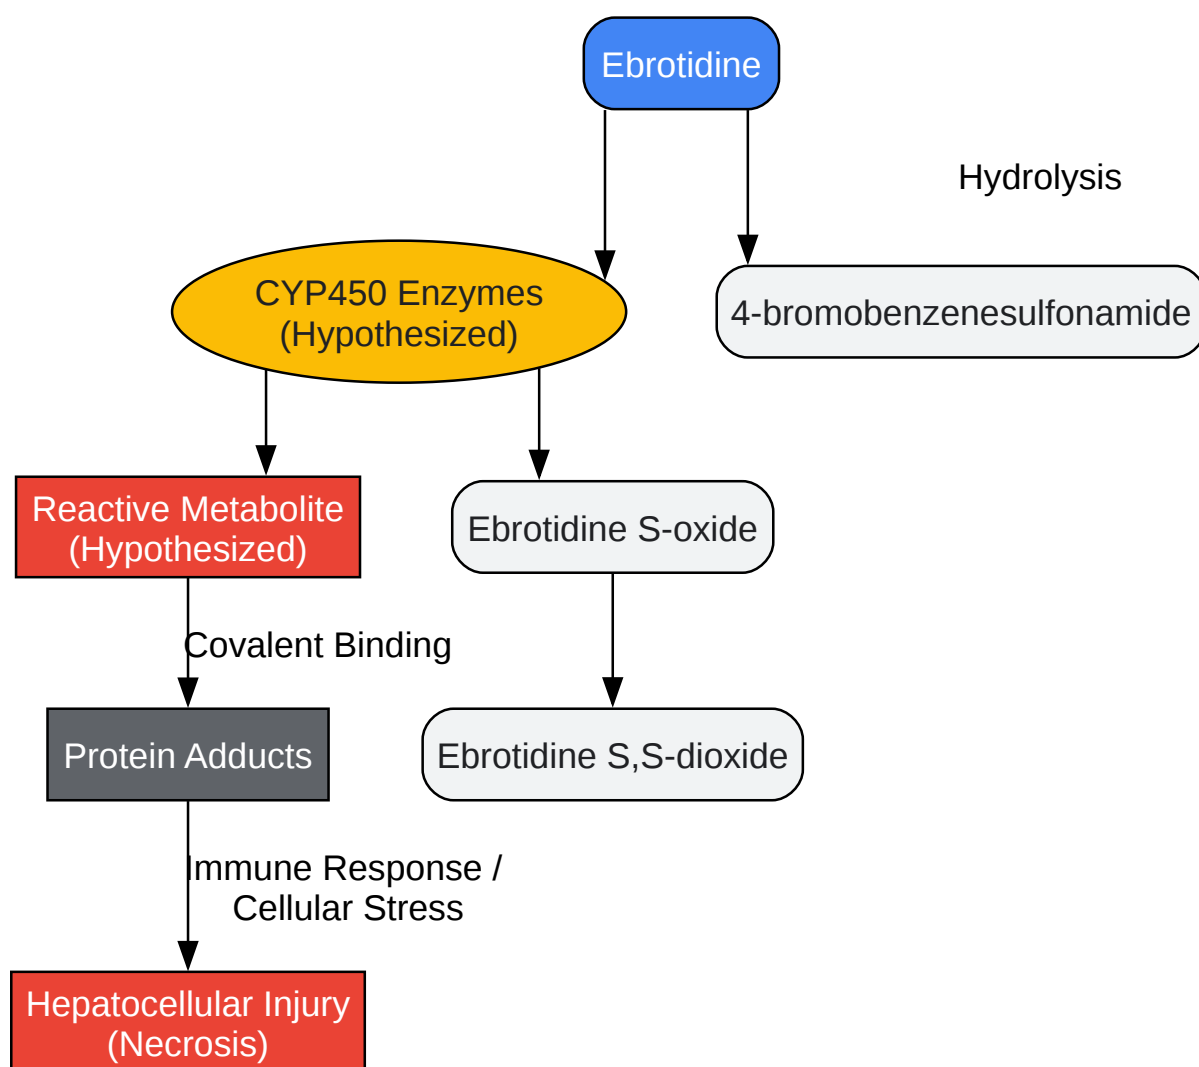 Ebrotidine
Hydrolysis
CYP450 Enzymes
(Hypothesized)
4-bromobenzenesulfonamide
Reactive Metabolite
(Hypothesized)
Ebrotidine S-oxide
Covalent Binding
Protein Adducts
Ebrotidine S,S-dioxide
Immune Response /
Cellular Stress
Hepatocellular Injury
(Necrosis)